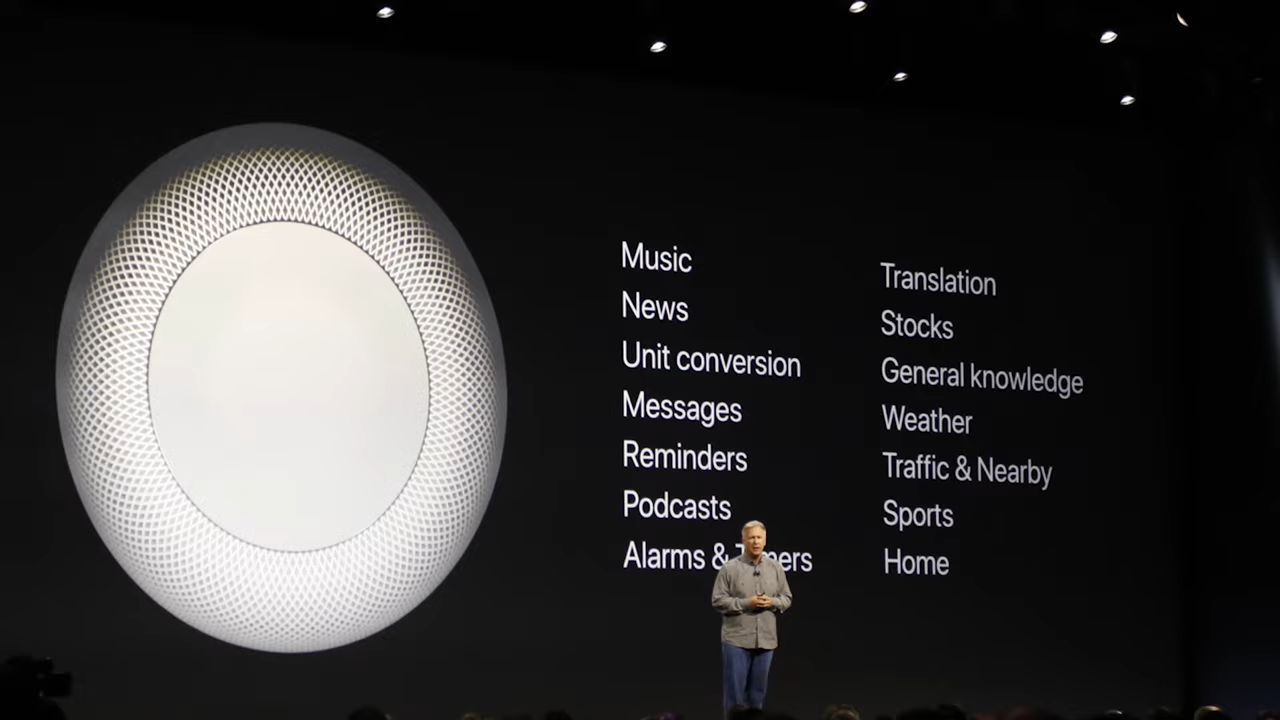 Music
News
Unit conversion
Messages
Reminders
Podcasts
Alarms &
Translation
Stocks
General knowledge
Weather
Traffic & Nearby
Sports
Home